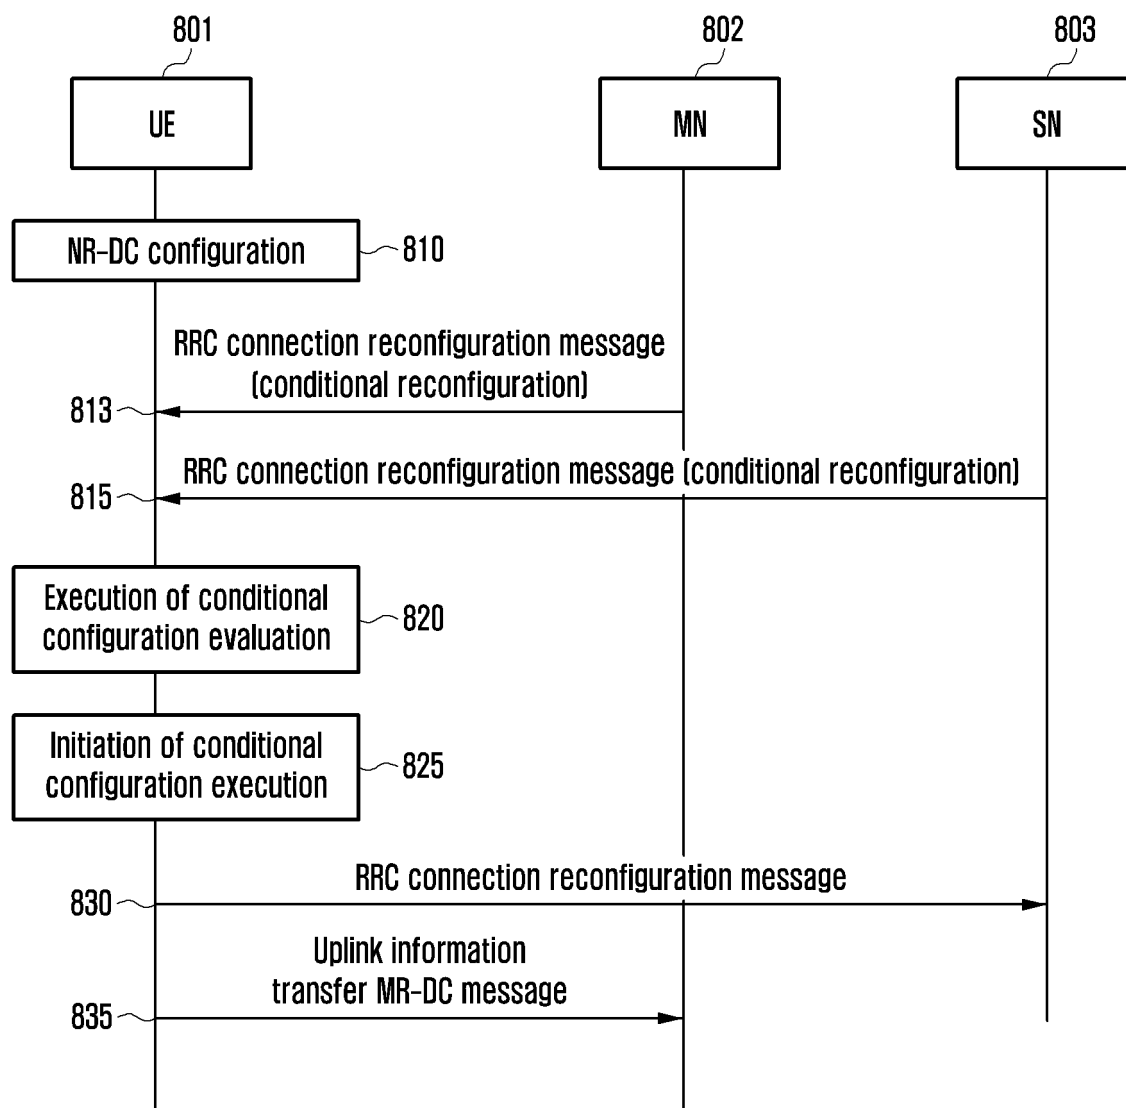 801
802
803
UE
MN
SN
NR-DC configuration
810
RRC connection reconfiguration message
(conditional reconfiguration)
813
RRC connection reconfiguration message (conditional reconfiguration)
815
Execution of conditional
configuration evaluation
820
Initiation of conditional
configuration execution
825
RRC connection reconfiguration message
830
Uplink information
transfer MR-DC message
835